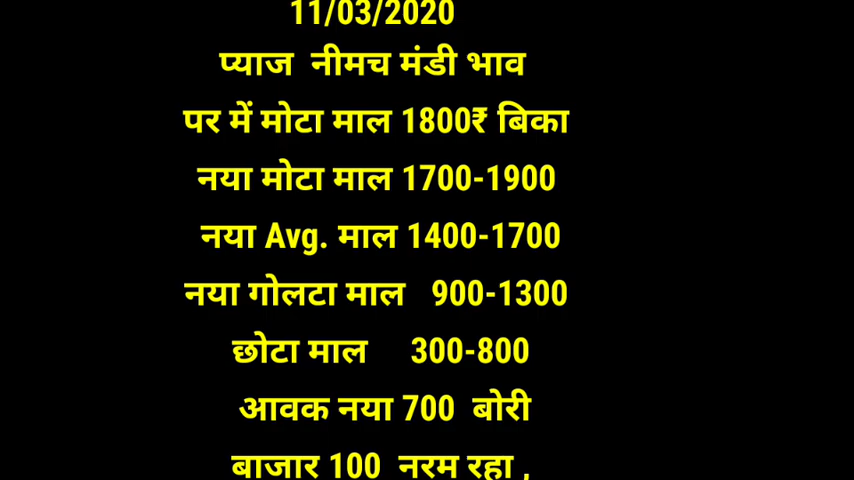 11/03/2020
प्याज नीमच मंडी भाव
पर में मोटा माल 1800₹ बिका
नया मोटा माल 1700-1900
नया Avg. माल 1400-1700
नया गोलटा माल 900-1300
छोटा माल 300-800
आवक नया 700 बोरी
बाजार 100 नरम रहा ,